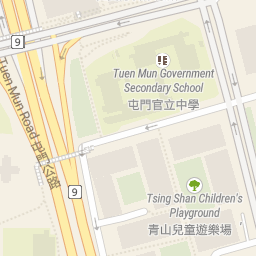 9
Tuen Mun Government
Secondary School
屯門官立中學
Tuen Mun Road 屯門公路
9
Tsing Shan Children's
Playground
青山兒童遊樂場